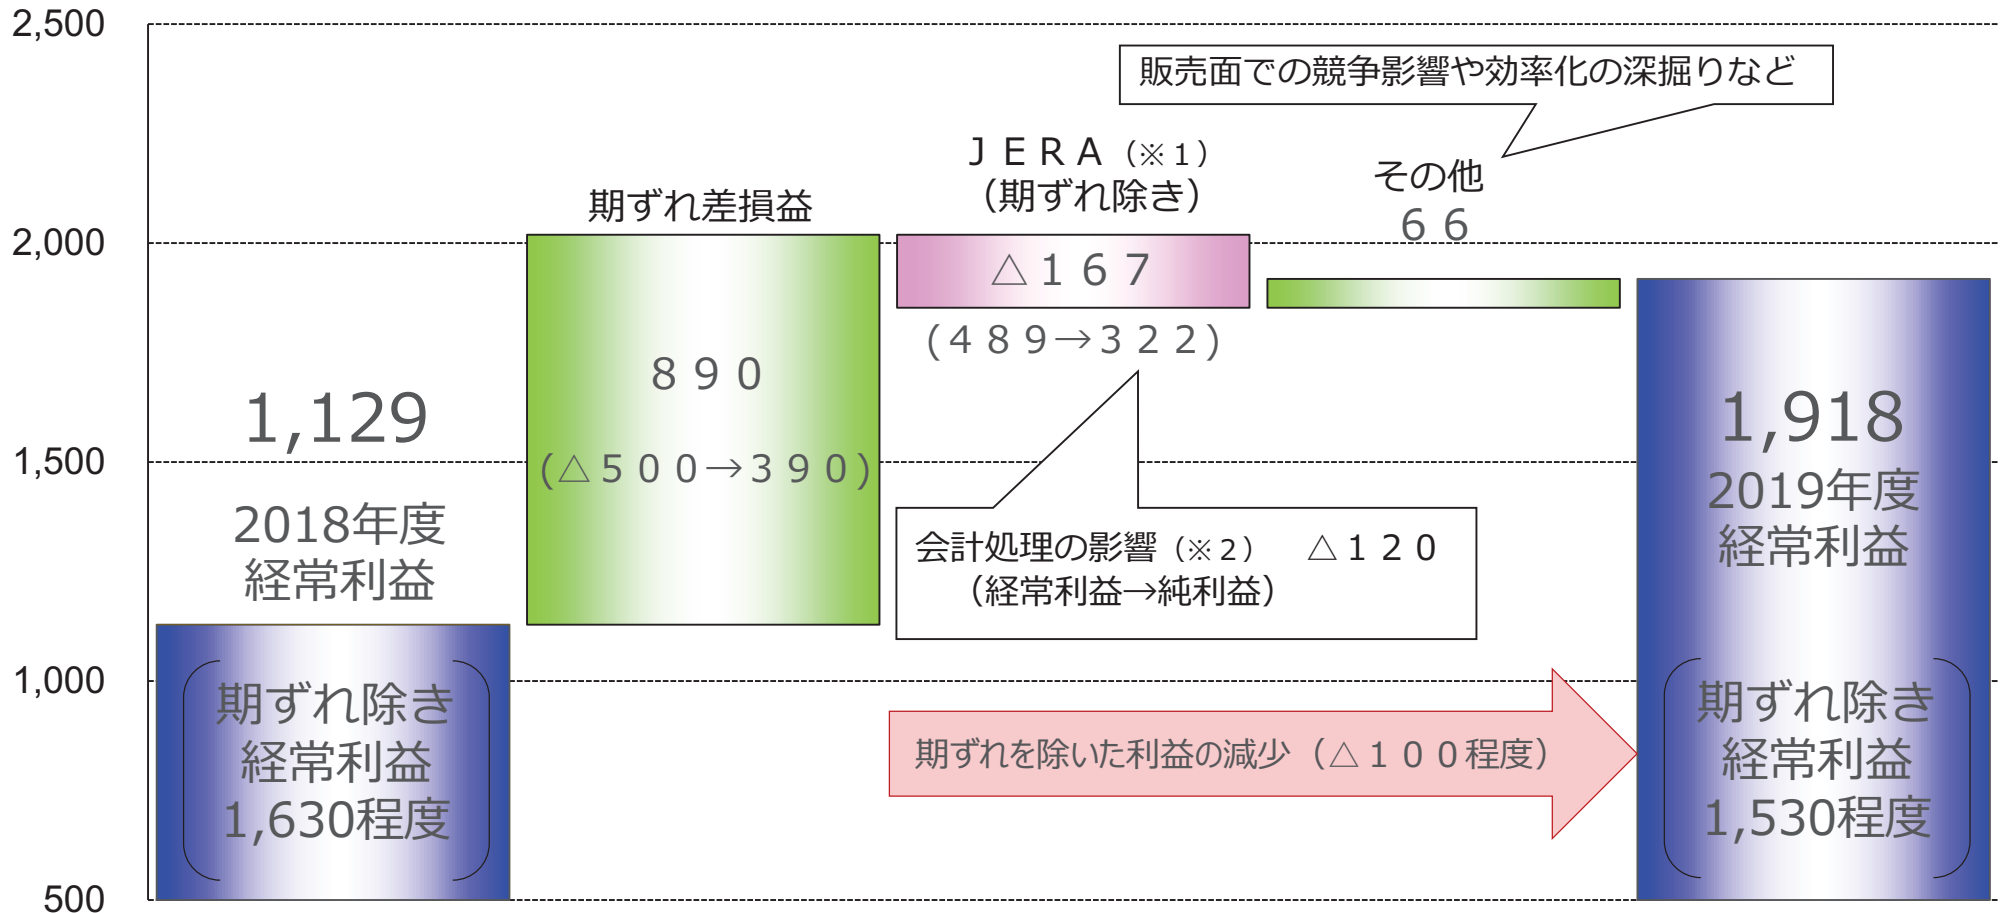 2,500
2,000
1,500
1,000
500
販売面での競争影響や効率化の深掘りなど
1,129
2018年度
経常利益
期ずれ除き
経常利益
1,630程度
期ずれ差損益
８９０
(△５００→３９０)
ＪＥＲＡ（※１）
（期ずれ除き）
△１６７
(４８９→３２２)
会計処理の影響（※２）　△１２０
（経常利益→純利益）
その他
６６
期ずれを除いた利益の減少（△１００程度）
1,918
2019年度
経常利益
期ずれ除き
経常利益
1,530程度